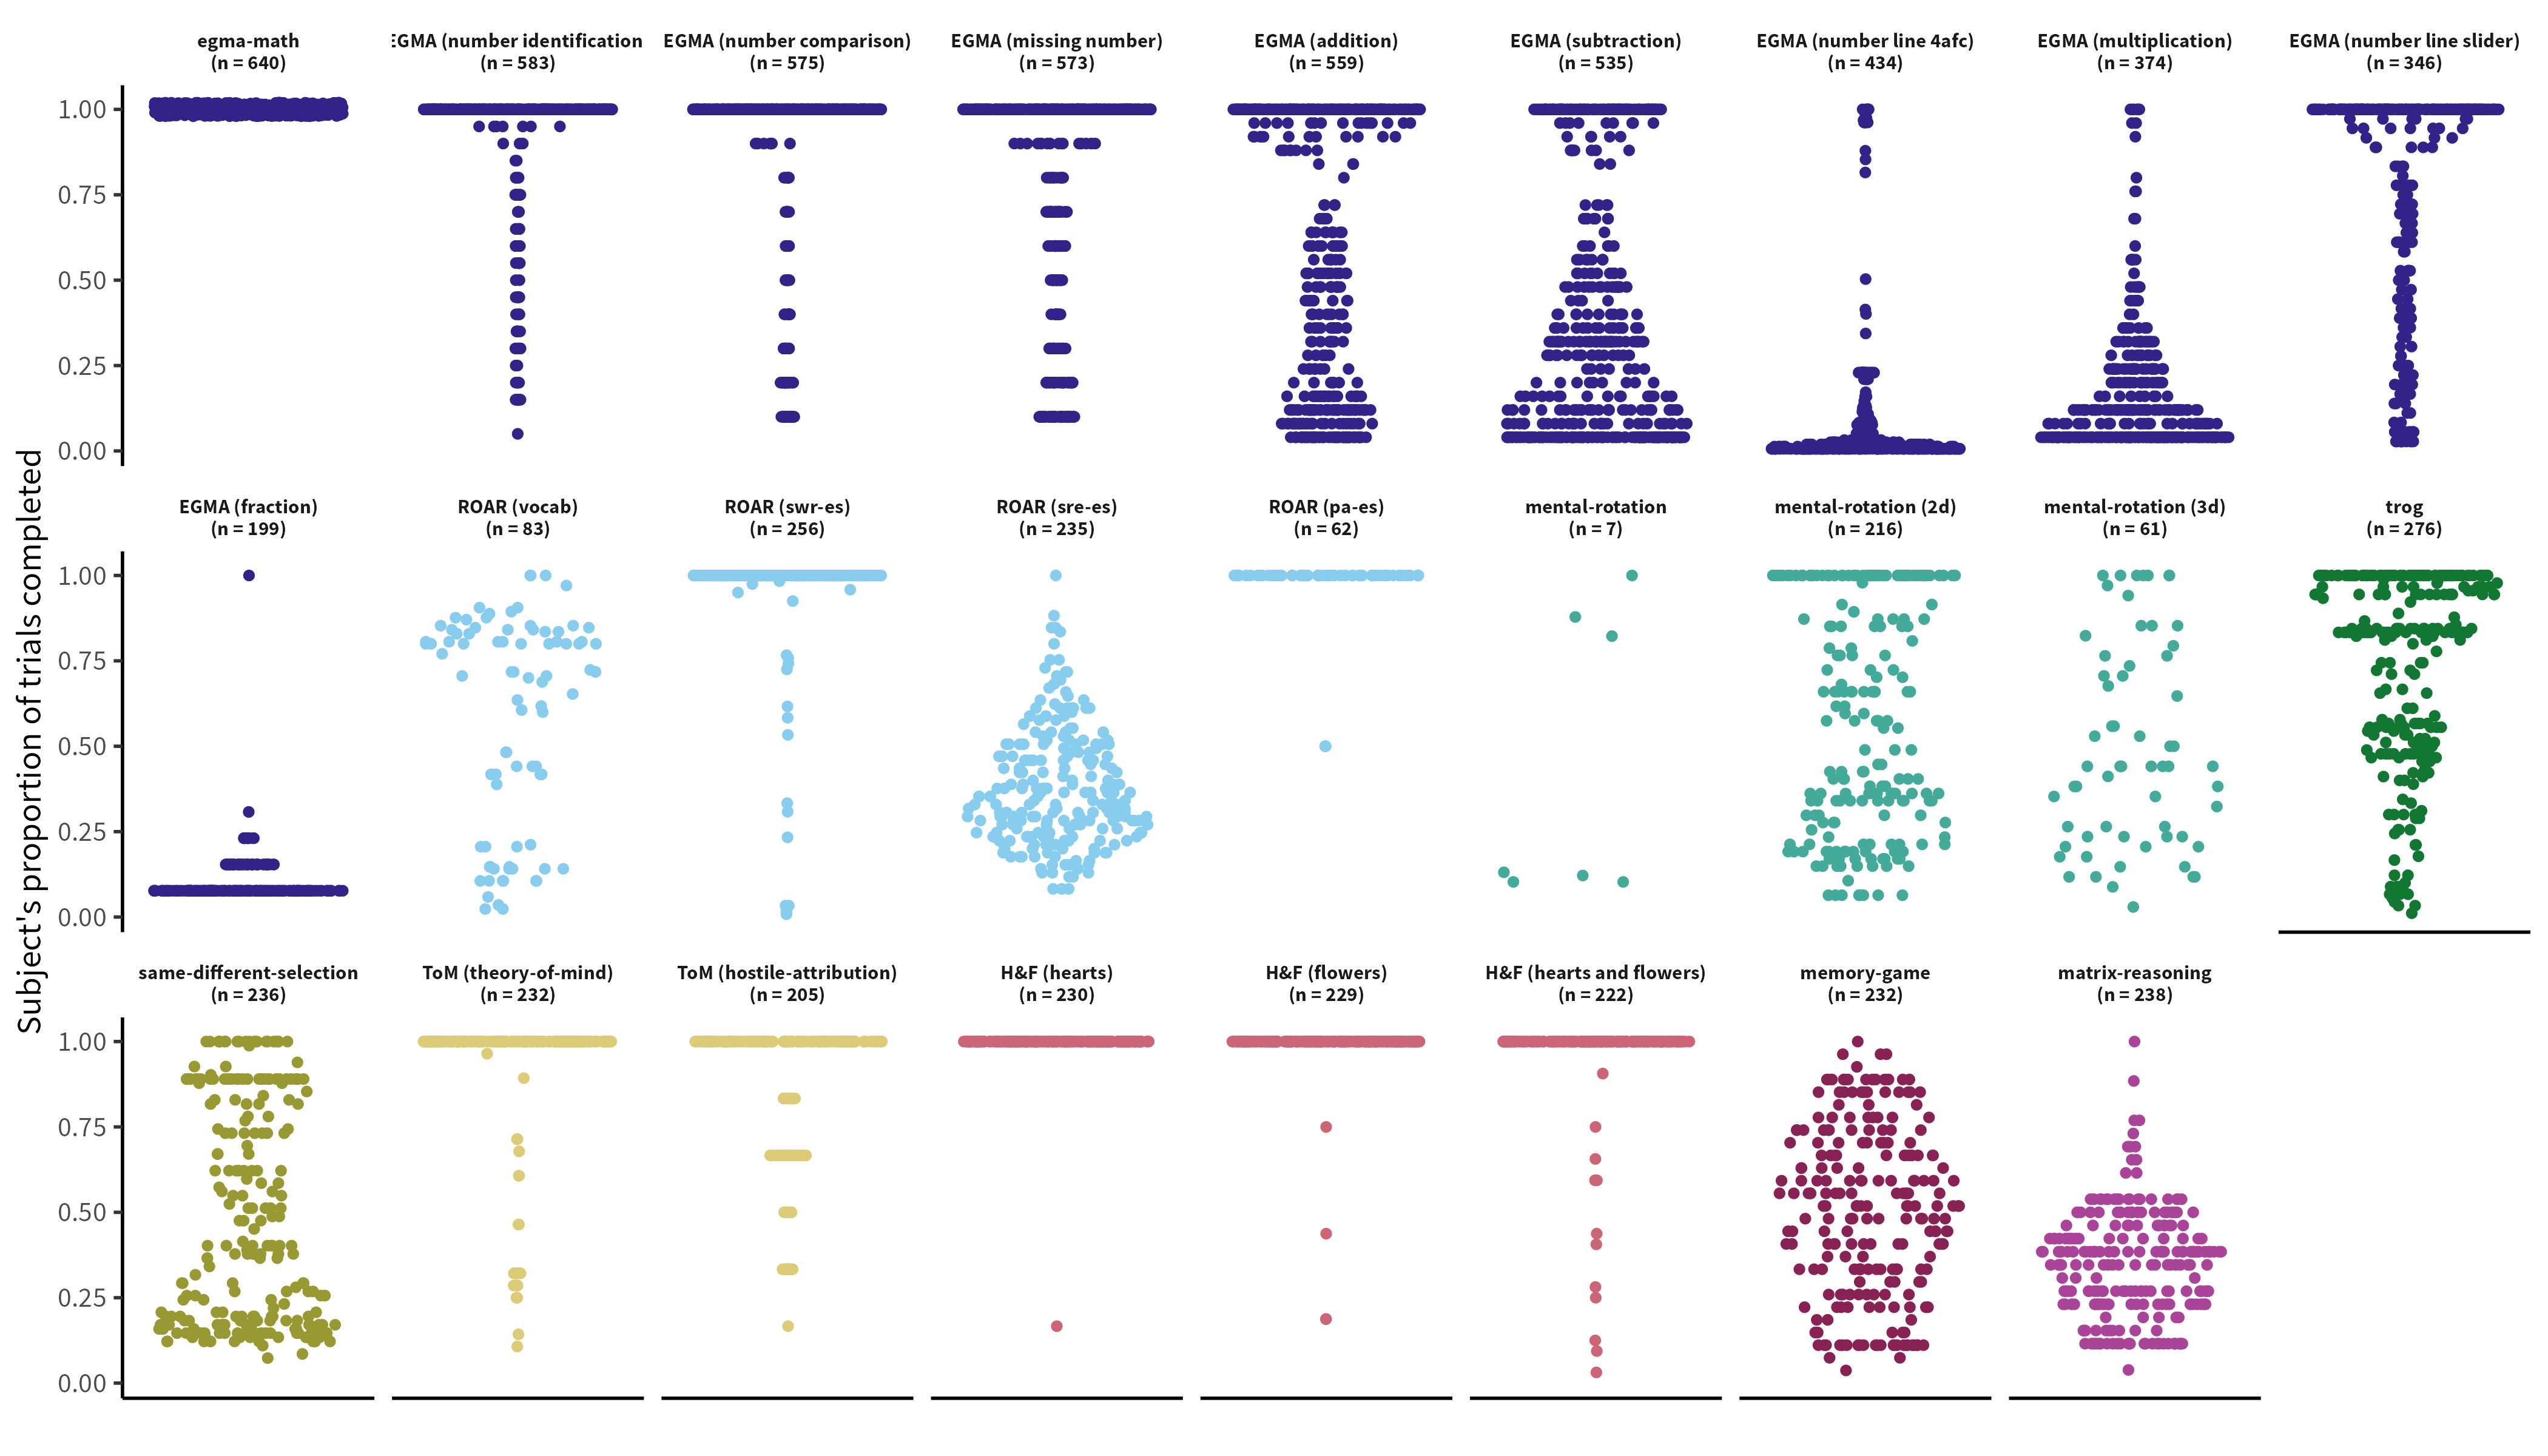 egma-math
(n = 640)
EGMA (number identification
(n = 583)
EGMA (number comparison)
(n = 575)
EGMA (missing number)
(n = 573)
EGMA (addition)
(n = 559)
EGMA (subtraction)
(n = 535)
EGMA (number line 4afc)
(n = 434)
EGMA (multiplication)
(n = 374)
EGMA (number line slider)
(n = 346)
1.00
0.75
0.50
0.25
0.00
EGMA (fraction)
(n = 199)
ROAR (vocab)
(n = 83)
ROAR (swr-es)
(n = 256)
ROAR (sre-es)
(n = 235)
ROAR (pa-es)
(n = 62)
mental-rotation
(n = 7)
mental-rotation (2d)
(n = 216)
mental-rotation (3d)
(n = 61)
trog
(n = 276)
1.00
0.75
0.50
0.25
0.00
same-different-selection
(n = 236)
ToM (theory-of-mind)
(n = 232)
ToM (hostile-attribution)
(n = 205)
H&F (hearts)
(n = 230)
H&F (flowers)
(n = 229)
H&F (hearts and flowers)
(n = 222)
memory-game
(n = 232)
matrix-reasoning
(n = 238)
1.00
0.75
0.50
0.25
0.00
Subject's proportion of trials completed